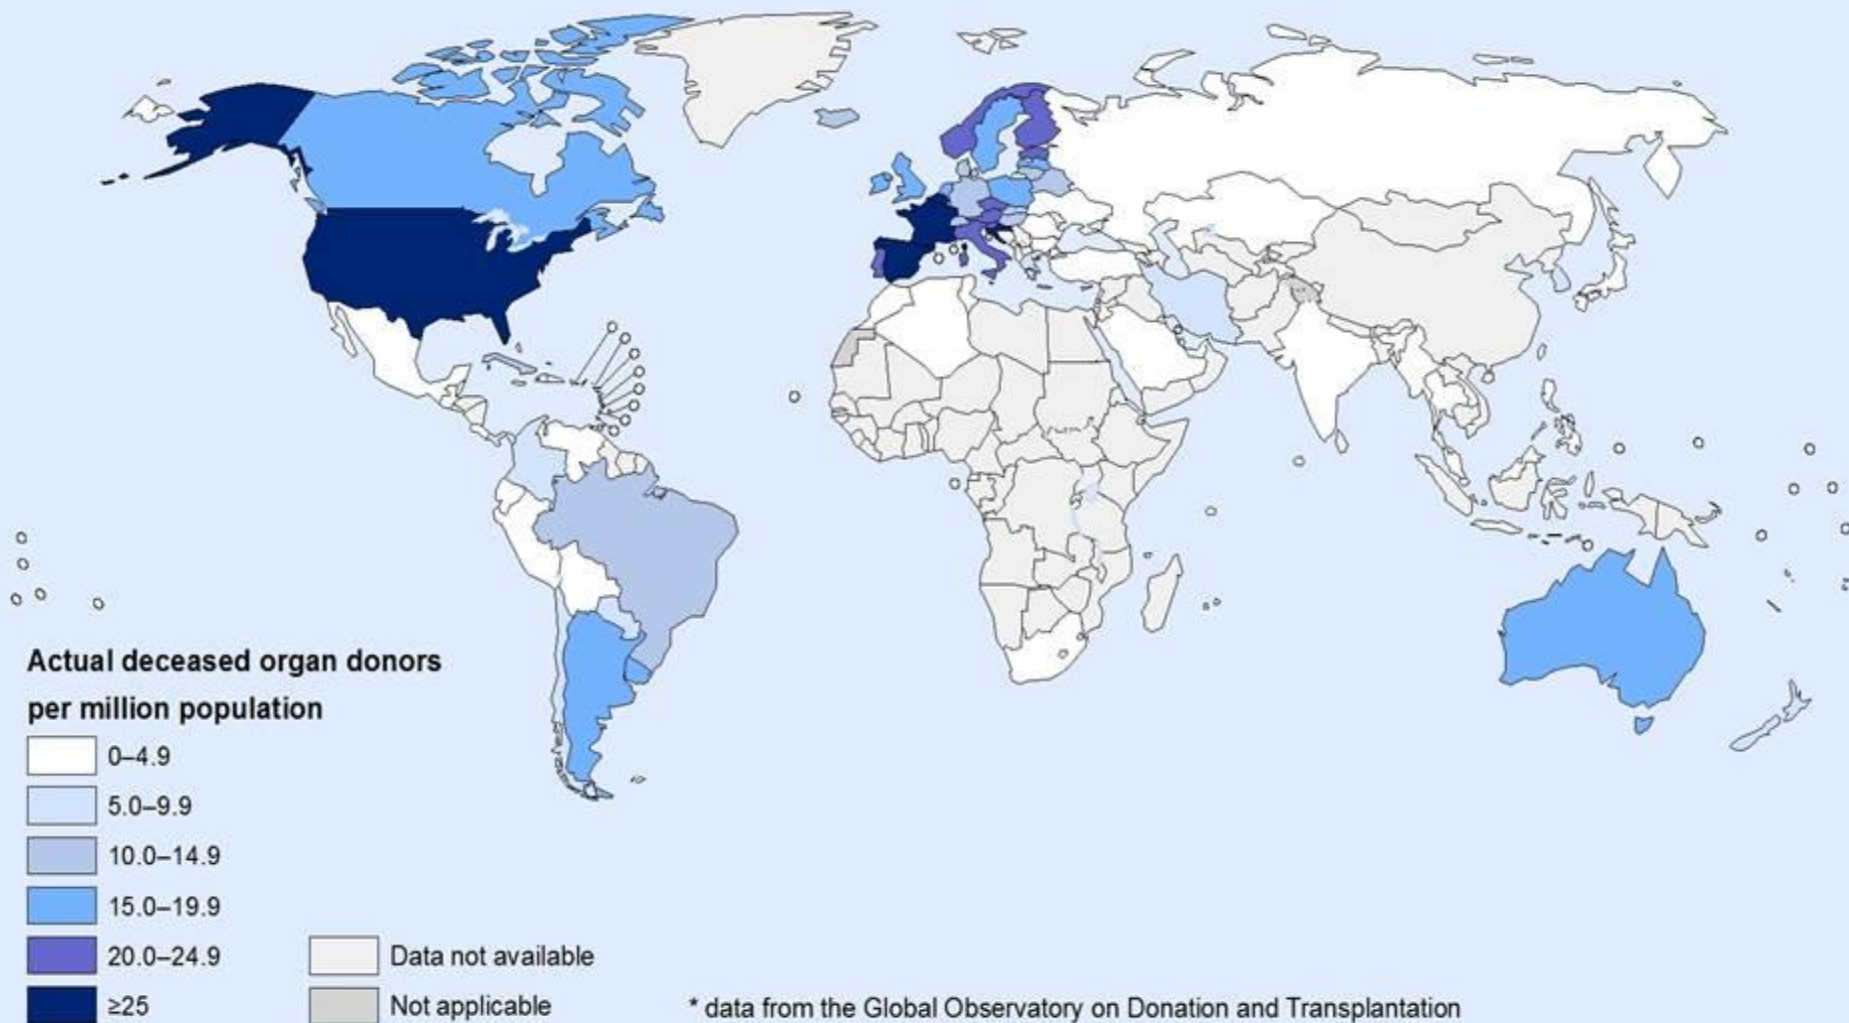 Actual deceased organ donors
per million population
0–4.9
5.0–9.9
10.0–14.9
15.0–19.9
20.0–24.9
≥25
Data not available
Not applicable
* data from the Global Observatory on Donation and Transplantation